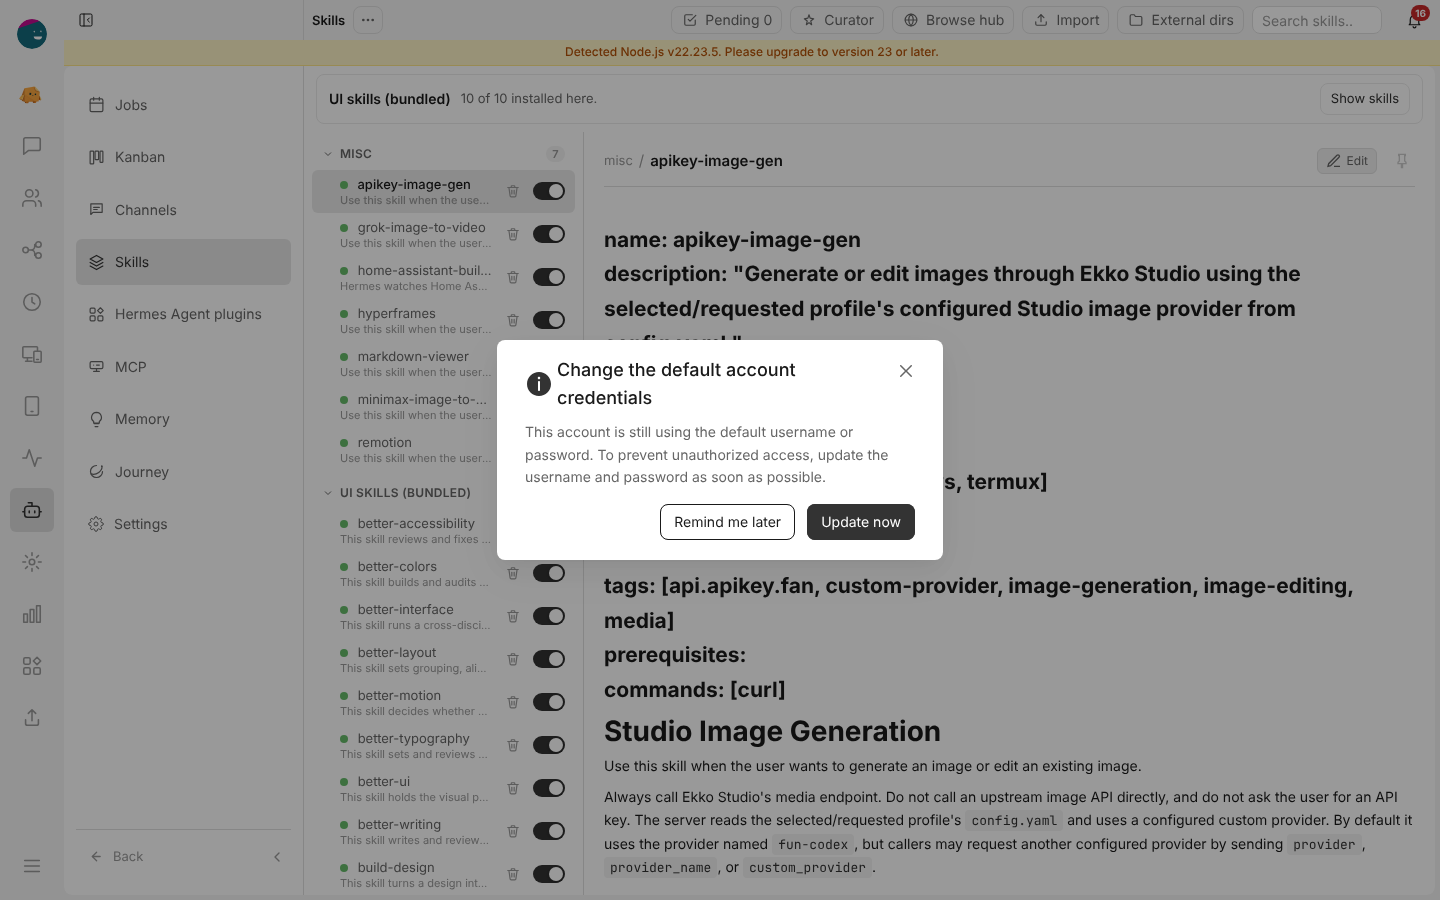 Skills
Pending 0
Curator
Browse hub
Import
External dirs
Search skills..
16
Detected Node.js v22.23.5. Please upgrade to version 23 or later.
Jobs
Kanban
Channels
Skills
Hermes Agent plugins
MCP
Memory
Journey
Settings
Back
UI skills (bundled) 10 of 10 installed here.
Show skills
MISC 7
apikey-image-gen
Use this skill when the use...
grok-image-to-video
Use this skill when the user...
home-assistant-buil...
Hermes watches Home As...
hyperframes
Use this skill when the user...
markdown-viewer
Use this skill when the user...
minimax-image-to-...
Use this skill when the user...
remotion
Use this skill when the user...
UI SKILLS (BUNDLED)
better-accessibility
This skill reviews and fixes ...
better-colors
This skill builds and audits ...
better-interface
This skill runs a cross-disci...
better-layout
This skill sets grouping, ali...
better-motion
This skill decides whether ...
better-typography
This skill sets and reviews ...
better-ui
This skill holds the visual p...
better-writing
This skill writes and review...
build-design
This skill turns a design int...
misc / apikey-image-gen
Edit
name: apikey-image-gen
description: "Generate or edit images through Ekko Studio using the
selected/requested profile's configured Studio image provider from
s, termux]
tags: [api.apikey.fan, custom-provider, image-generation, image-editing,
media]
prerequisites:
commands: [curl]
Studio Image Generation
Use this skill when the user wants to generate an image or edit an existing image.
Always call Ekko Studio's media endpoint. Do not call an upstream image API directly, and do not ask the user for an API
key. The server reads the selected/requested profile's config.yaml and uses a configured custom provider. By default it
uses the provider named fun-codex, but callers may request another configured provider by sending provider,
provider_name, or custom_provider.
Change the default account
credentials
This account is still using the default username or
password. To prevent unauthorized access, update the
username and password as soon as possible.
Remind me later
Update now